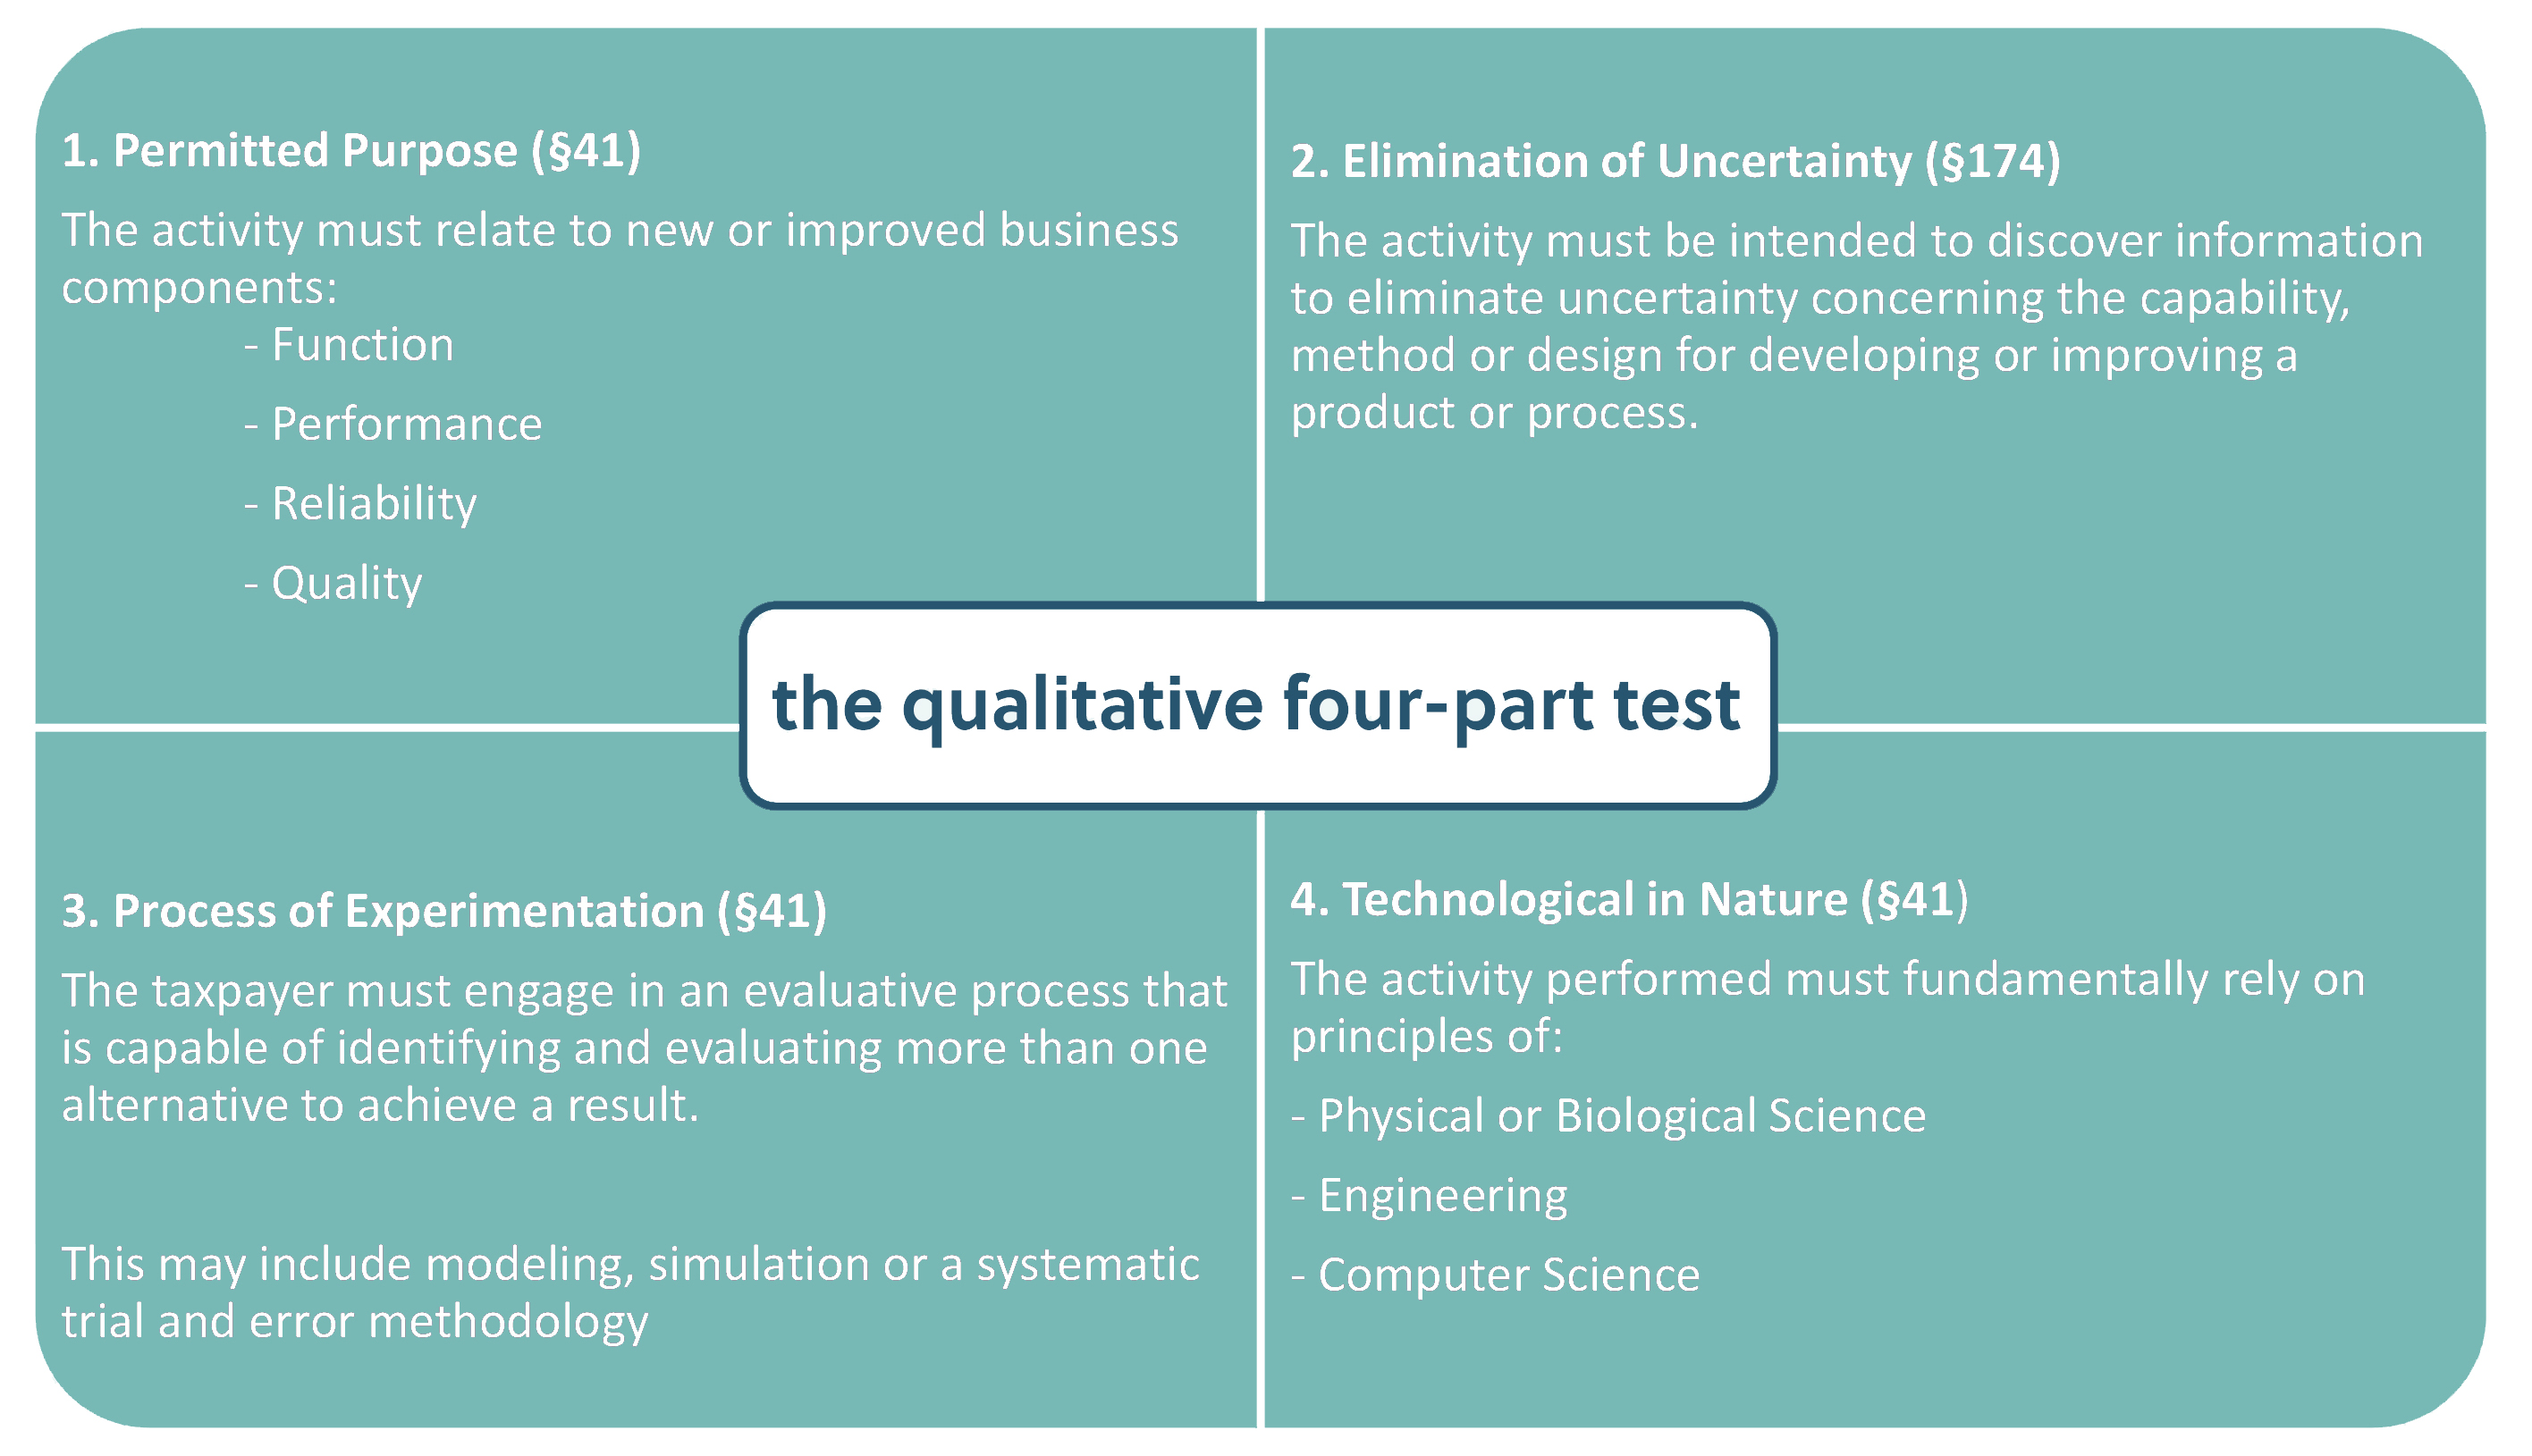 1. Permitted Purpose (§41)
The activity must relate to new or improved business
components:
- Function
- Performance
- Reliability
- Quality
2. Elimination of Uncertainty (§174)
The activity must be intended to discover information
to eliminate uncertainty concerning the capability,
method or design for developing or improving a
product or process.
the qualitative four-part test
3. Process of Experimentation (§41)
The taxpayer must engage in an evaluative process that
is capable of identifying and evaluating more than one
alternative to achieve a result.
This may include modeling, simulation or a systematic
trial and error methodology
4. Technological in Nature (§41)
The activity performed must fundamentally rely on
principles of:
- Physical or Biological Science
- Engineering
- Computer Science